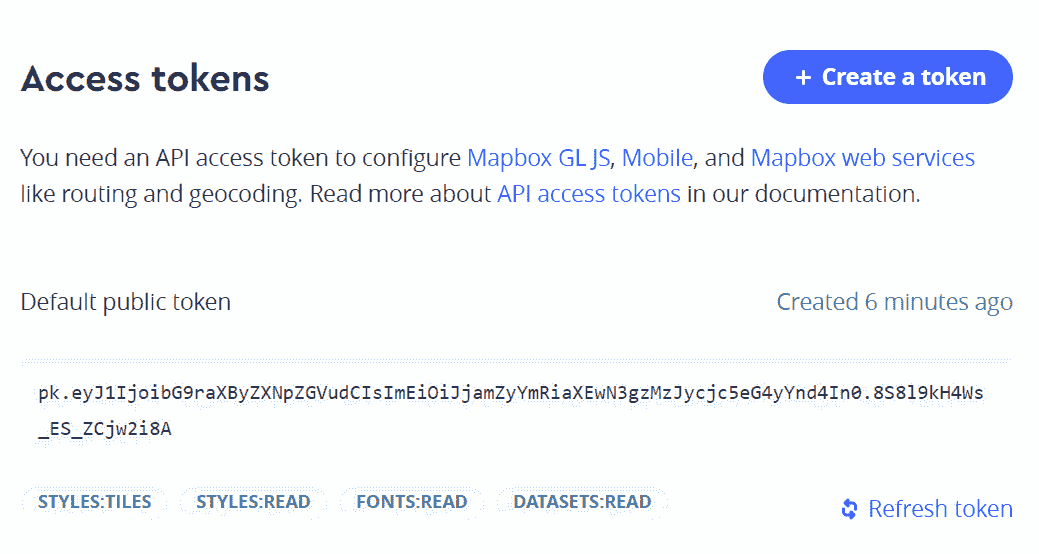 Access tokens
+ Create a token
You need an API access token to configure Mapbox GL JS, Mobile, and Mapbox web services
like routing and geocoding. Read more about API access tokens in our documentation.
Default public token
Created 6 minutes ago
pk.eyJ1IjoibG9raXByZXNpZGVudCIsImEiOiJjamZyYmRiaXEwN3gzMzJycjc5eG4yYnd4In0.8S8l9kH4Ws
_ES_ZCjw2i8A
STYLES:TILES
STYLES:READ
FONTS:READ
DATASETS:READ
Refresh token